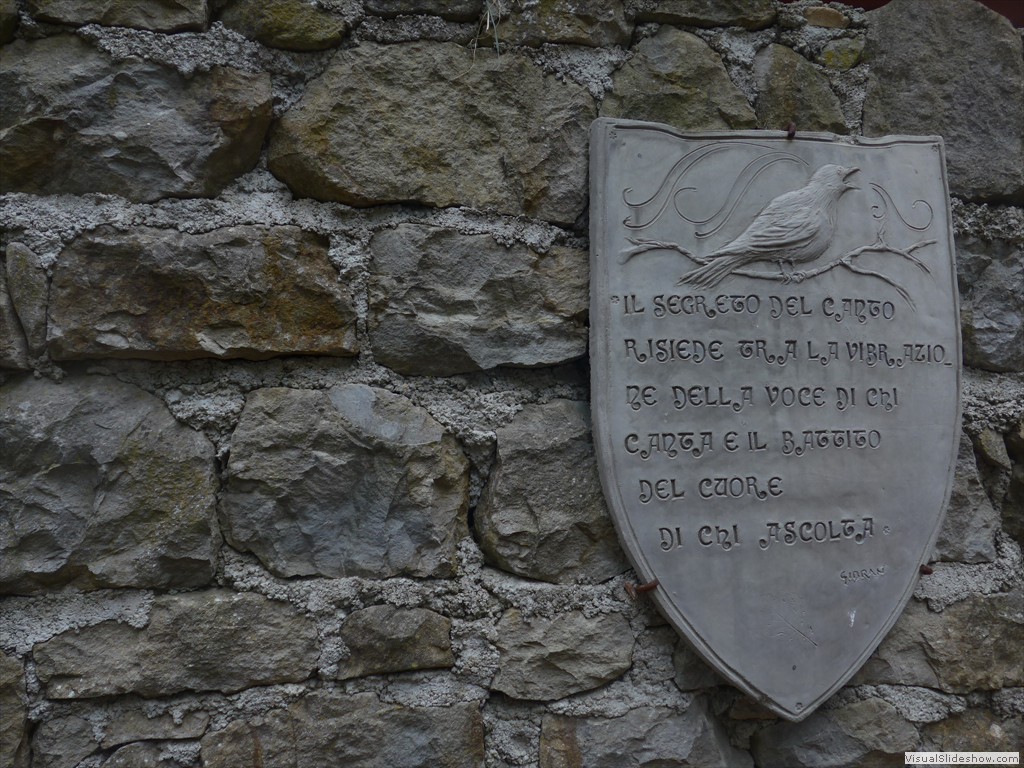 IL SEGRETO DEL CANTO
RISIEDE TRA LA VIBRAZIO_
NE DELLA VOCE DI CHI
CANTA E IL BATTITO
DEL CUORE
DI CHI ASCOLTA
GIBRAN
VisualSlideshow.com